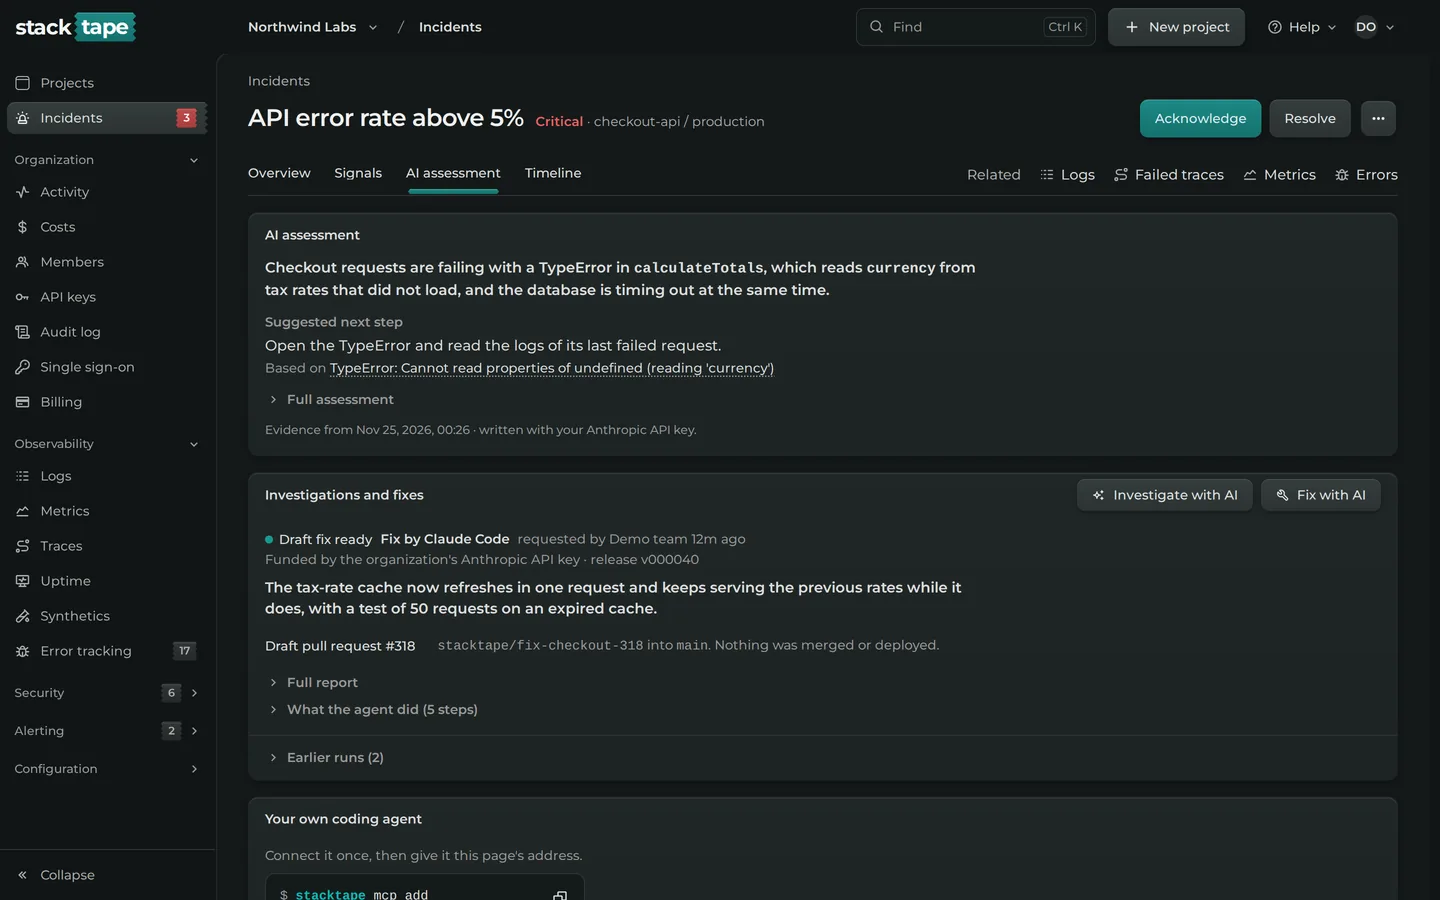 stack tape
Northwind Labs / Incidents
Find Ctrl K
New project
Help
DO
Projects
Incidents 3
Organization
Activity
Costs
Members
API keys
Audit log
Single sign-on
Billing
Observability
Logs
Metrics
Traces
Uptime
Synthetics
Error tracking 17
Security 6
Alerting 2
Configuration
Collapse
Incidents
API error rate above 5% Critical · checkout-api / production
Acknowledge Resolve
Overview Signals AI assessment Timeline
Related Logs Failed traces Metrics Errors
AI assessment
Checkout requests are failing with a TypeError in calculateTotals, which reads currency from
tax rates that did not load, and the database is timing out at the same time.
Suggested next step
Open the TypeError and read the logs of its last failed request.
Based on TypeError: Cannot read properties of undefined (reading 'currency')
Full assessment
Evidence from Nov 25, 2026, 00:26 · written with your Anthropic API key.
Investigations and fixes
Investigate with AI Fix with AI
Draft fix ready Fix by Claude Code requested by Demo team 12m ago
Funded by the organization's Anthropic API key · release v000040
The tax-rate cache now refreshes in one request and keeps serving the previous rates while it
does, with a test of 50 requests on an expired cache.
Draft pull request #318 stacktape/fix-checkout-318 into main. Nothing was merged or deployed.
Full report
What the agent did (5 steps)
Earlier runs (2)
Your own coding agent
Connect it once, then give it this page's address.
$ stacktape mcp add